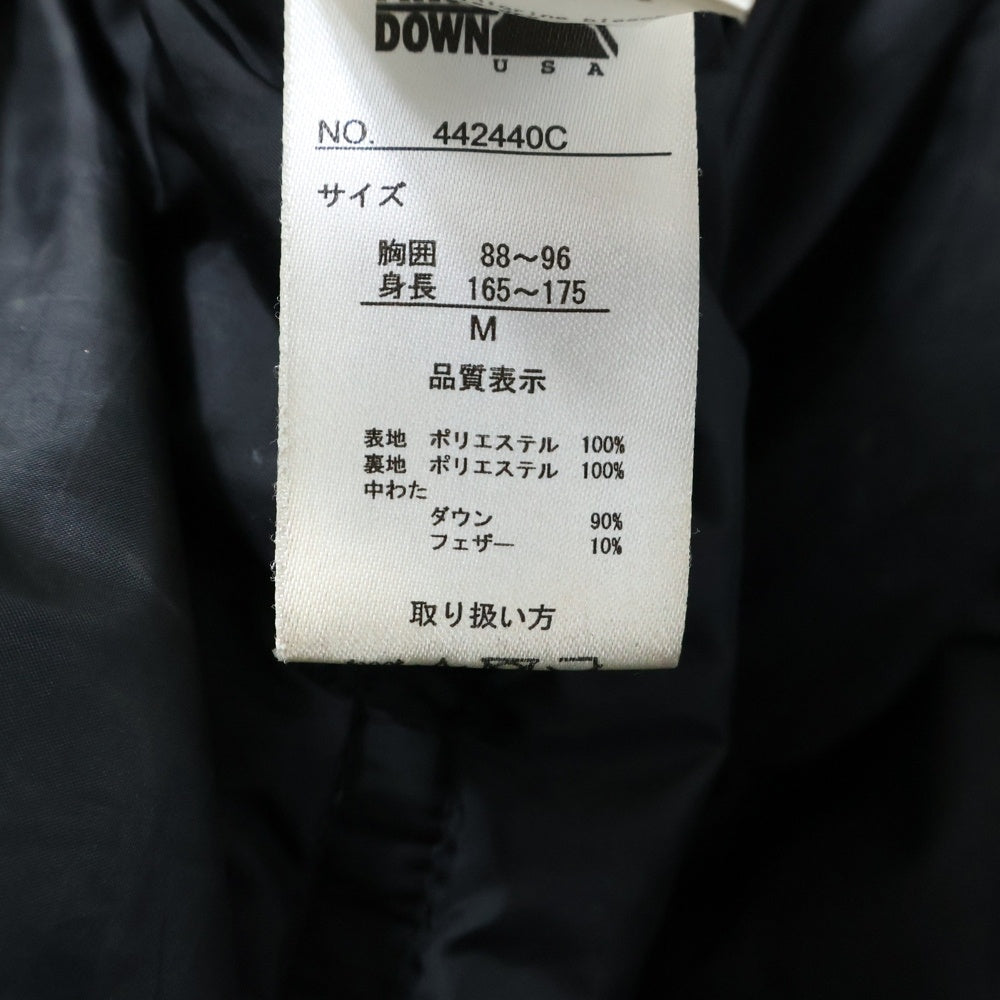 DOWN
USA
NO. 442440C
サイズ
胸囲 88～96
身長 165～175
M
品質表示
表地 ポリエステル 100%
裏地 ポリエステル 100%
中わた
ダウン 90%
フェザー 10%
取り扱い方